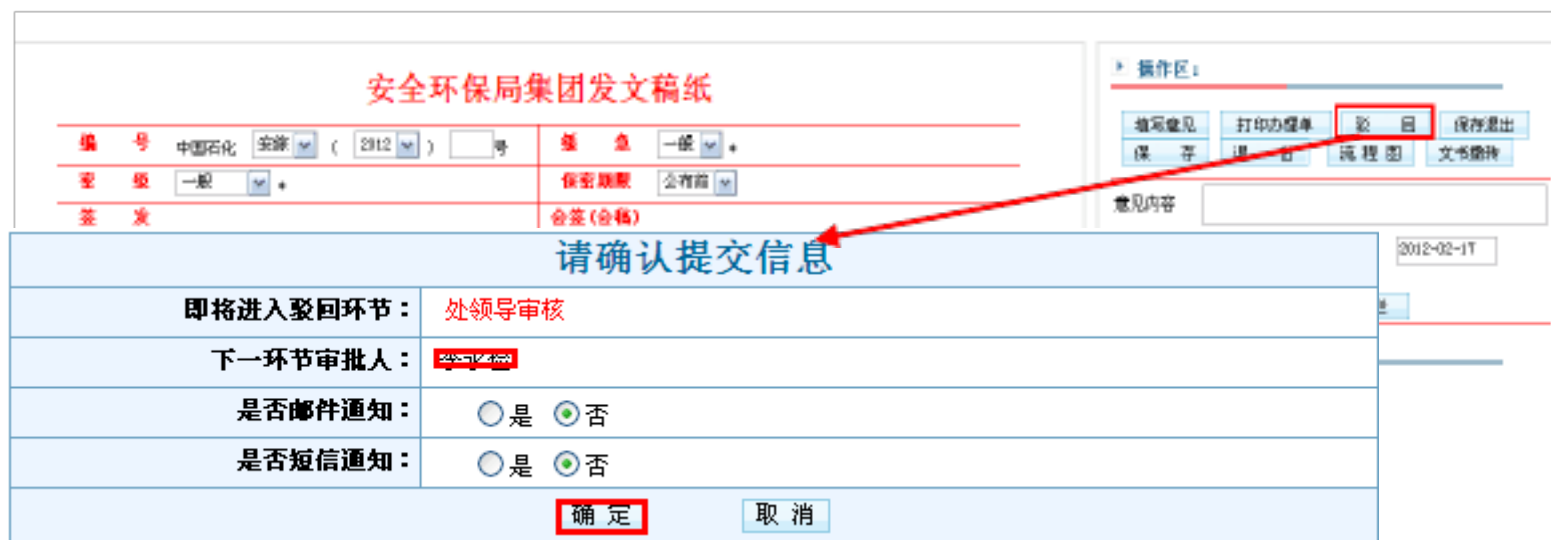 安全环保局集团发文稿纸
操作区:
填写意见 打印办理单 驳 回 保存退出
保 存 退 出 流程图
编 号 中国石化 安综 ( 2012 ) 号 缓 急 一般 *
密 级 一般 * 保密期限 公布前
签 发 会签(会稿)
意见内容
2012-02-17
请确认提交信息
即将进入驳回环节: 处领导审核
下一环节审批人:
是否邮件通知: 是 否
是否短信通知: 是 否
确 定 取 消